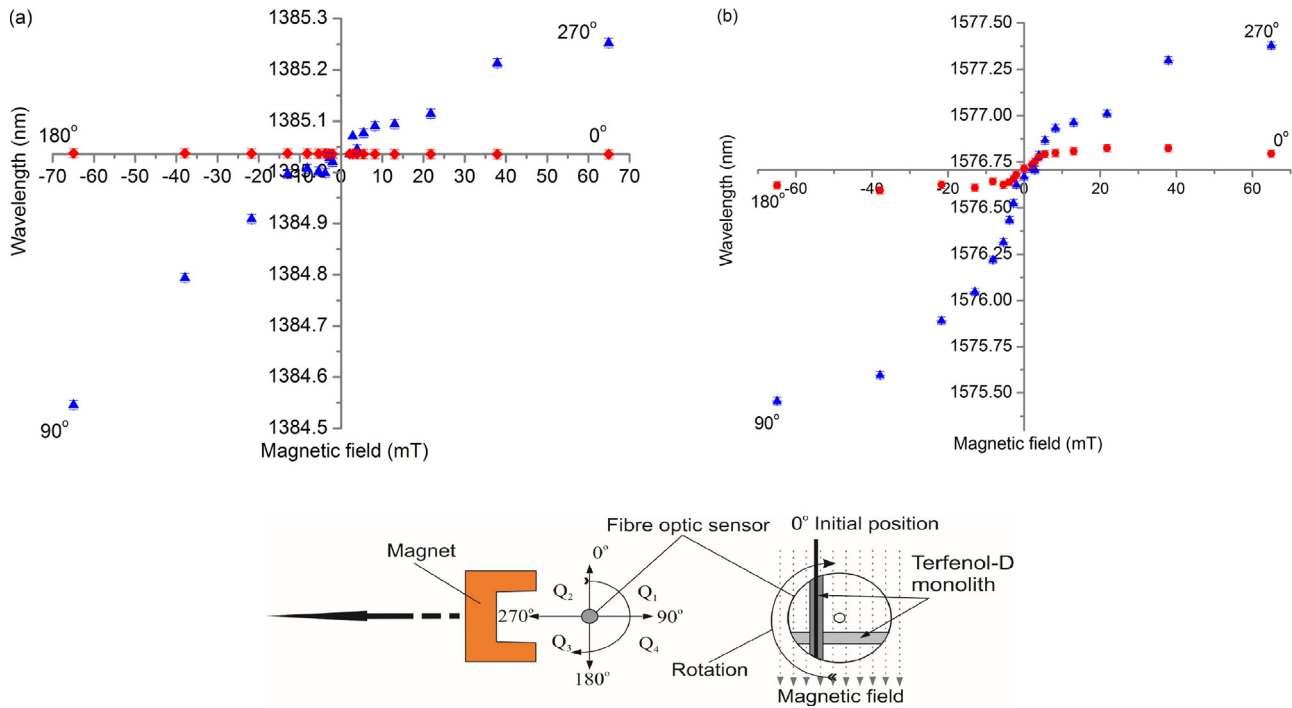 (a)
1385.3
1385.2
1385.1
1385.0
1384.9
1384.8
1384.7
1384.6
1384.5
Wavelength (nm)
270°
180°
0°
90°
-70 -60 -50 -40 -30 -20 -10 0 10 20 30 40 50 60 70
Magnetic field (mT)
(b)
1577.50
1577.25
1577.00
1576.75
1576.50
1576.25
1576.00
1575.75
1575.50
Wavelength (nm)
270°
0°
180°
90°
-60 -40 -20 0 20 40 60
Magnetic field (mT)
Magnet
Fibre optic sensor
0° Initial position
Terfenol-D
monolith
0°
Q2 Q1
270° 90°
Q3 Q4
180°
Rotation
Magnetic field